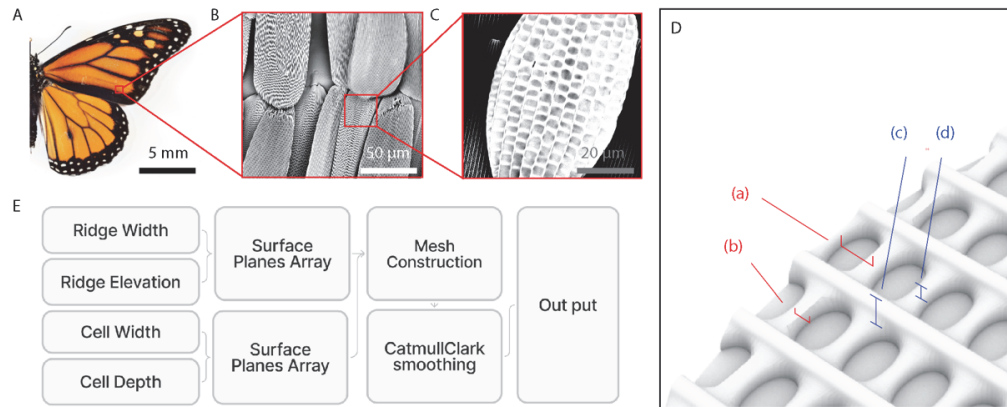 A
B
C
D
5 mm
50 µm
20 µm
(c)
(d)
(a)
(b)
E
Ridge Width
Ridge Elevation
Cell Width
Cell Depth
Surface
Planes Array
Surface
Planes Array
Mesh
Construction
CatmullClark
smoothing
Out put